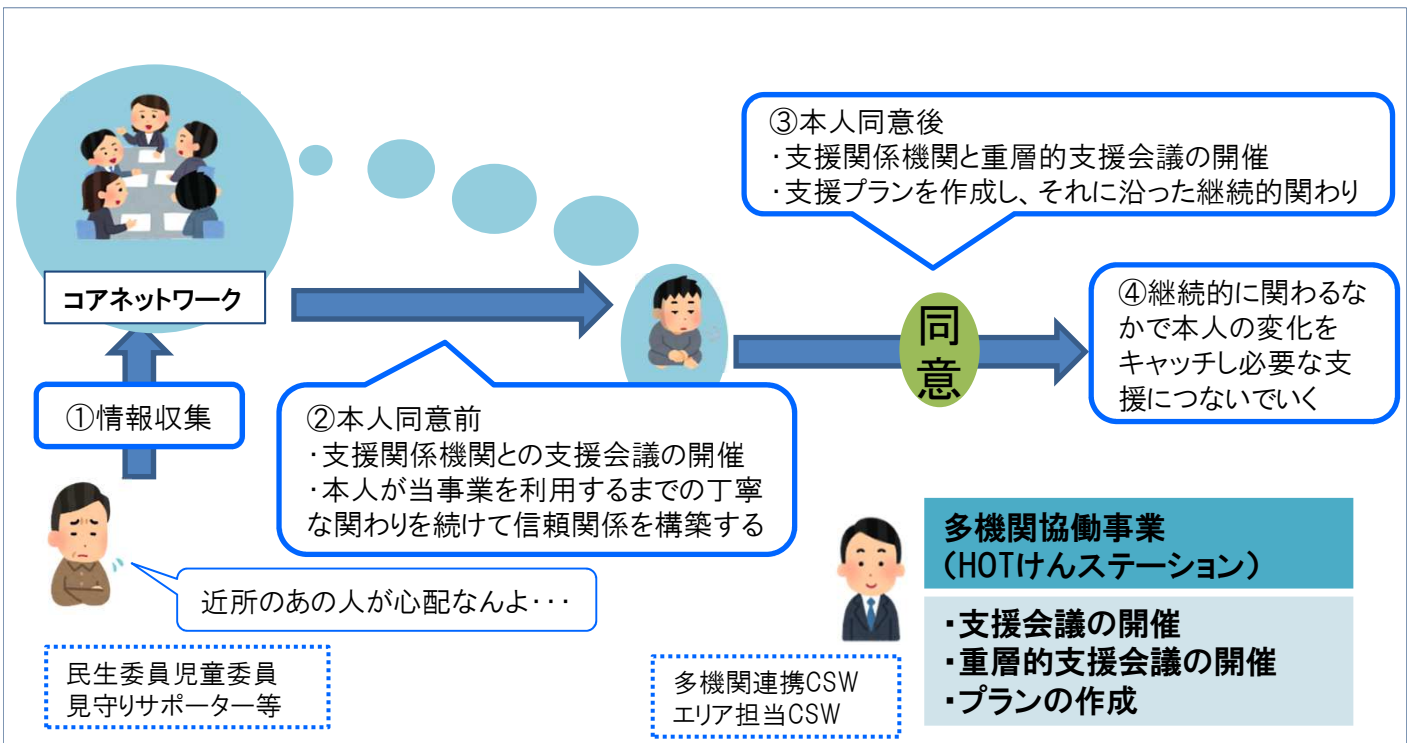 コアネットワーク
①情報収集
近所のあの人が心配なんよ・・・
民生委員児童委員
見守りサポーター等
②本人同意前
・支援関係機関との支援会議の開催
・本人が当事業を利用するまでの丁寧
な関わりを続けて信頼関係を構築する
③本人同意後
・支援関係機関と重層的支援会議の開催
・支援プランを作成し、それに沿った継続的関わり
同意
④継続的に関わるな
かで本人の変化を
キャッチし必要な支
援につないでいく
多機関連携CSW
エリア担当CSW
多機関協働事業
(HOTけんステーション)
・支援会議の開催
・重層的支援会議の開催
・プランの作成